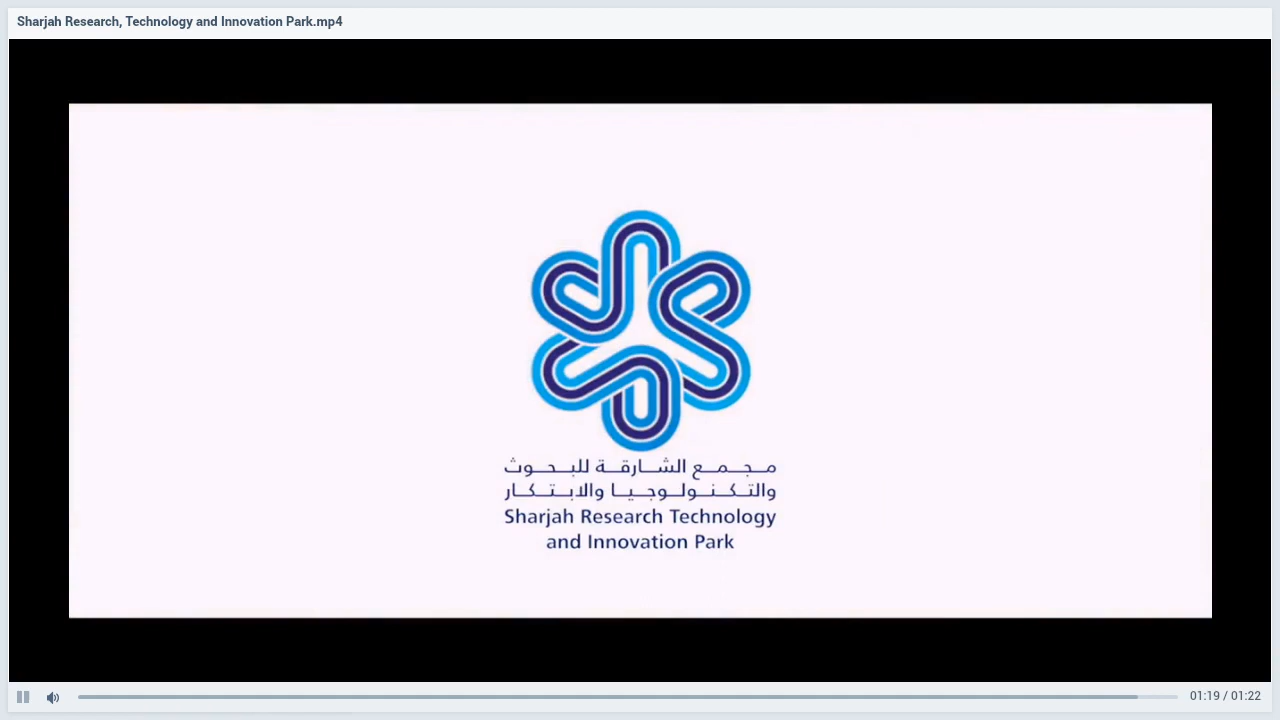 Sharjah Research, Technology and Innovation Park.mp4
مجمع الشارقة للبحوث
والتكنولوجيا والابتكار
Sharjah Research Technology
and Innovation Park
01:19 / 01:22